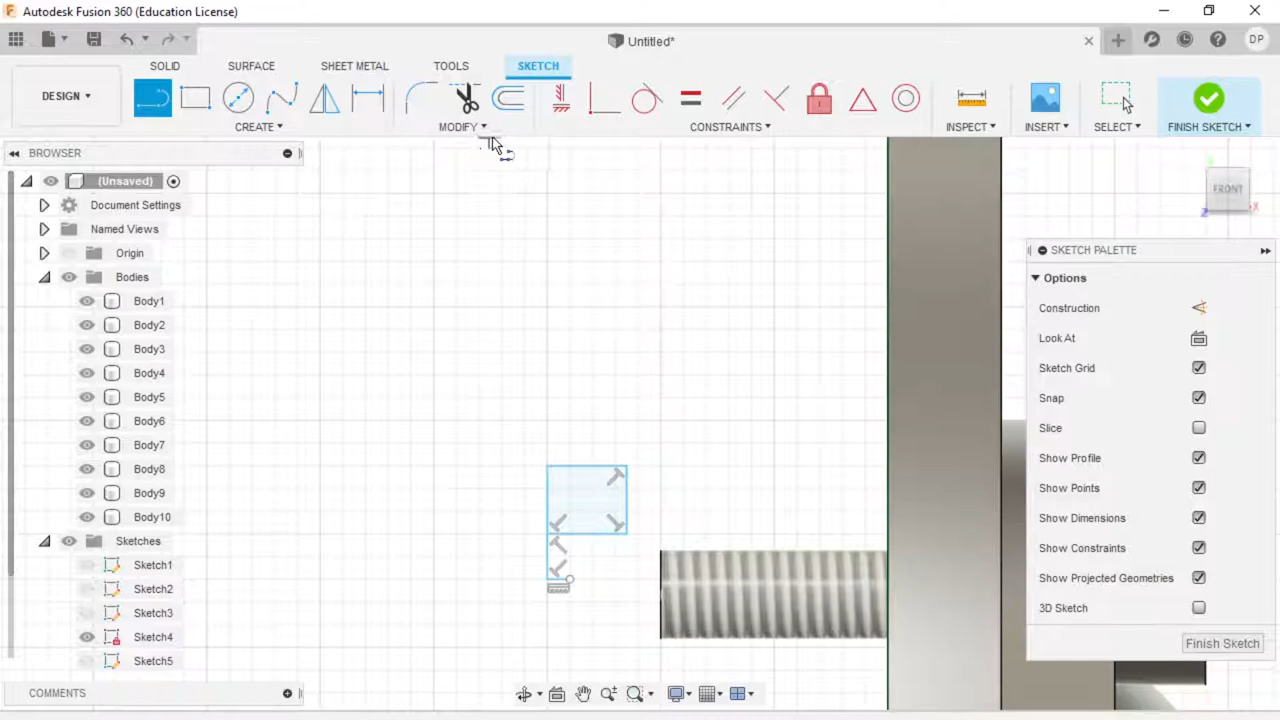 Autodesk Fusion 360 (Education License)
Untitled*
DP
SOLID SURFACE SHEET METAL TOOLS SKETCH
DESIGN
CREATE MODIFY CONSTRAINTS INSPECT INSERT SELECT FINISH SKETCH
BROWSER
(Unsaved)
Document Settings
Named Views
Origin
Bodies
Body1
Body2
Body3
Body4
Body5
Body6
Body7
Body8
Body9
Body10
Sketches
Sketch1
Sketch2
Sketch3
Sketch4
Sketch5
COMMENTS
FRONT
Z X
SKETCH PALETTE
Options
Construction
Look At
Sketch Grid
Snap
Slice
Show Profile
Show Points
Show Dimensions
Show Constraints
Show Projected Geometries
3D Sketch
Finish Sketch